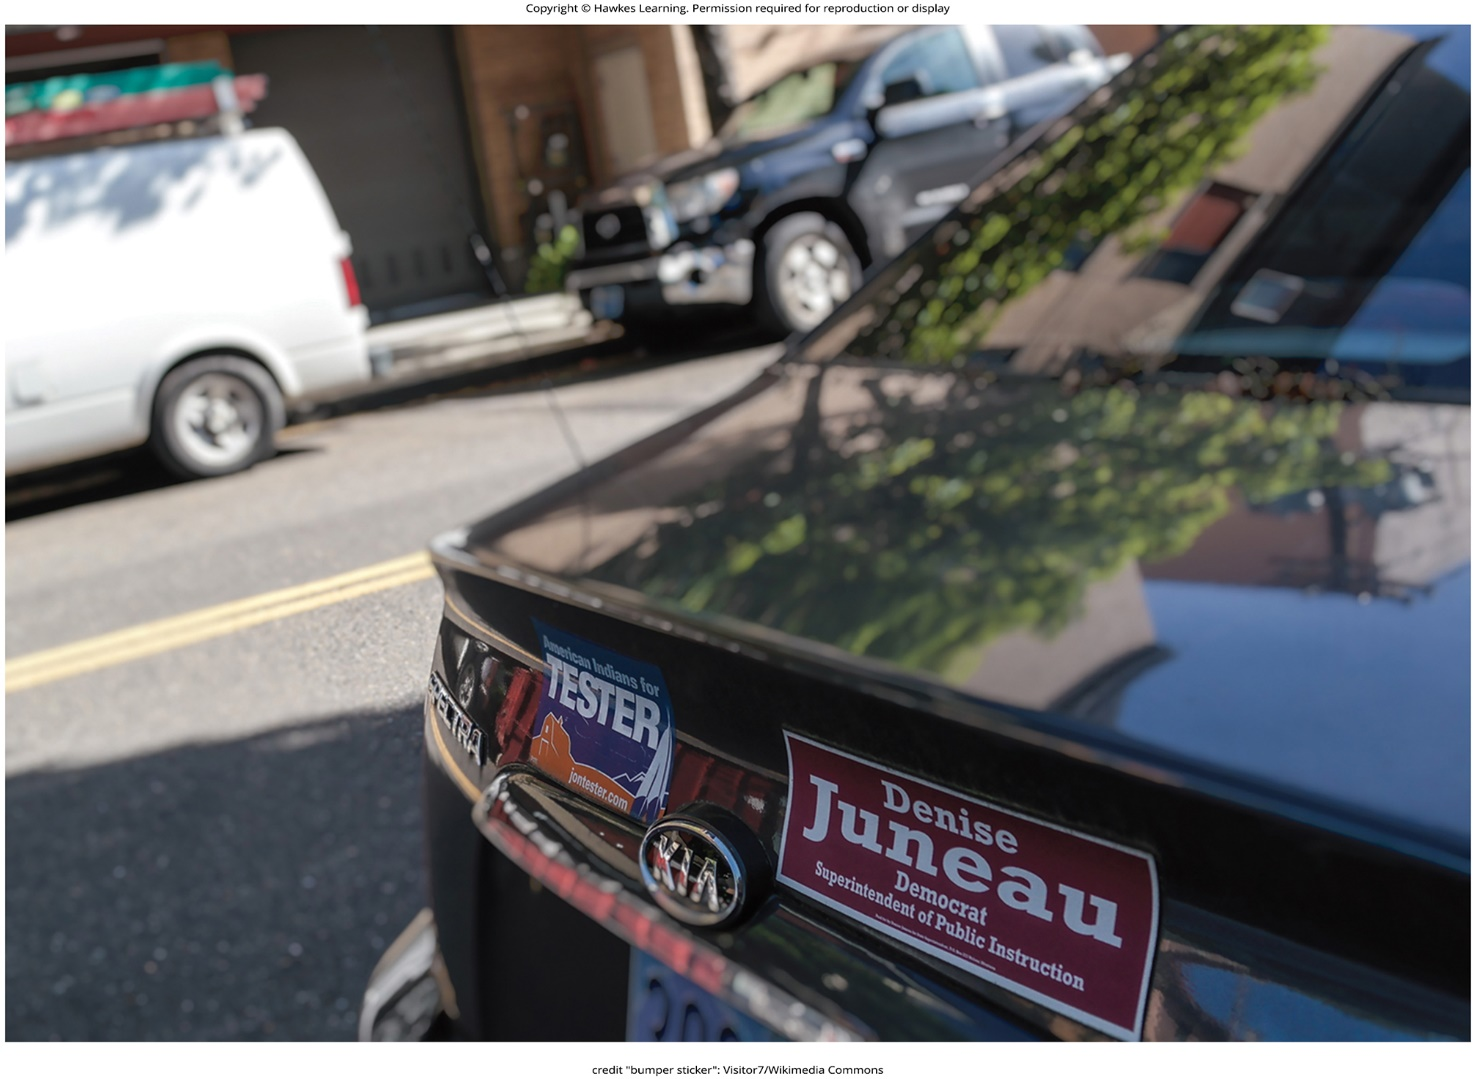 Copyright © Hawkes Learning. Permission required for reproduction or display
American Indians for
TESTER
jontester.com
SPECTRA
KIA
Denise
Juneau
Democrat
Superintendent of Public Instruction
credit "bumper sticker": Visitor7/Wikimedia Commons